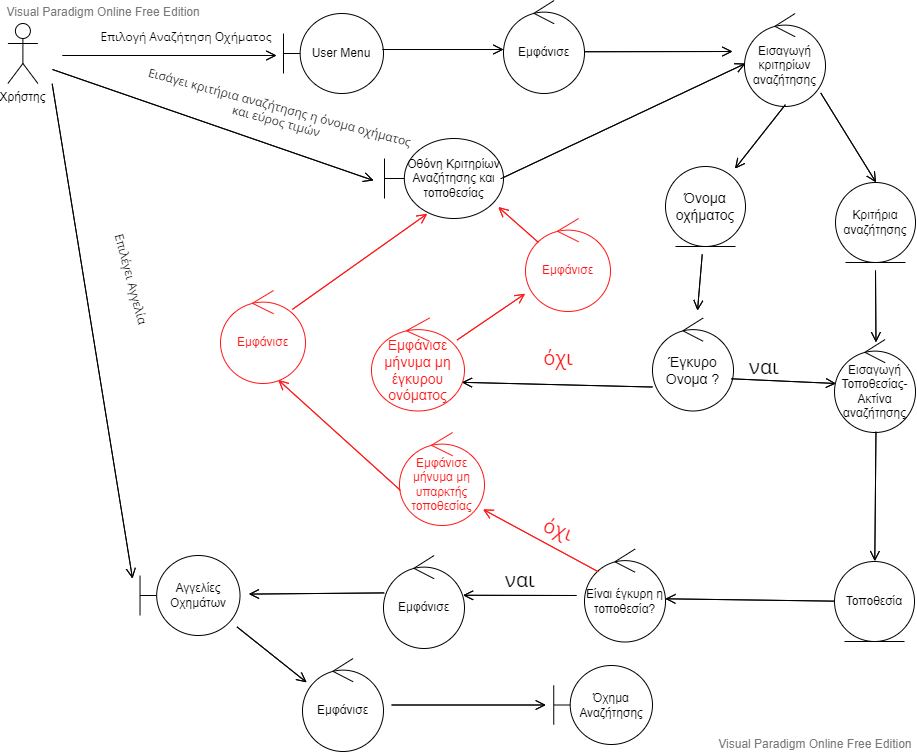 Visual Paradigm Online Free Edition
Χρήστης
Επιλογή Αναζήτηση Οχήματος
User Menu
Εμφάνισε
Εισαγωγή
κριτηρίων
αναζήτησης
Εισάγει κριτήρια αναζήτησης η όνομα οχήματος
και εύρος τιμών
Οθόνη Κριτηρίων
Αναζήτησης και
τοποθεσίας
Όνομα
οχήματος
Κριτήρια
αναζήτησης
Επιλέγει Αγγελία
Εμφάνισε
Εμφάνισε
Εμφάνισε
μήνυμα μη
έγκυρου
ονόματος
όχι
Έγκυρο
Ονομα ?
ναι
Εισαγωγή
Τοποθεσίας-
Ακτίνα
αναζήτησης
Εμφάνισε
μήνυμα μη
υπαρκτής
τοποθεσίας
όχι
Αγγελίες
Οχημάτων
Εμφάνισε
ναι
Είναι έγκυρη η
τοποθεσία?
Τοποθεσία
Εμφάνισε
Όχημα
Αναζήτησης
Visual Paradigm Online Free Edition